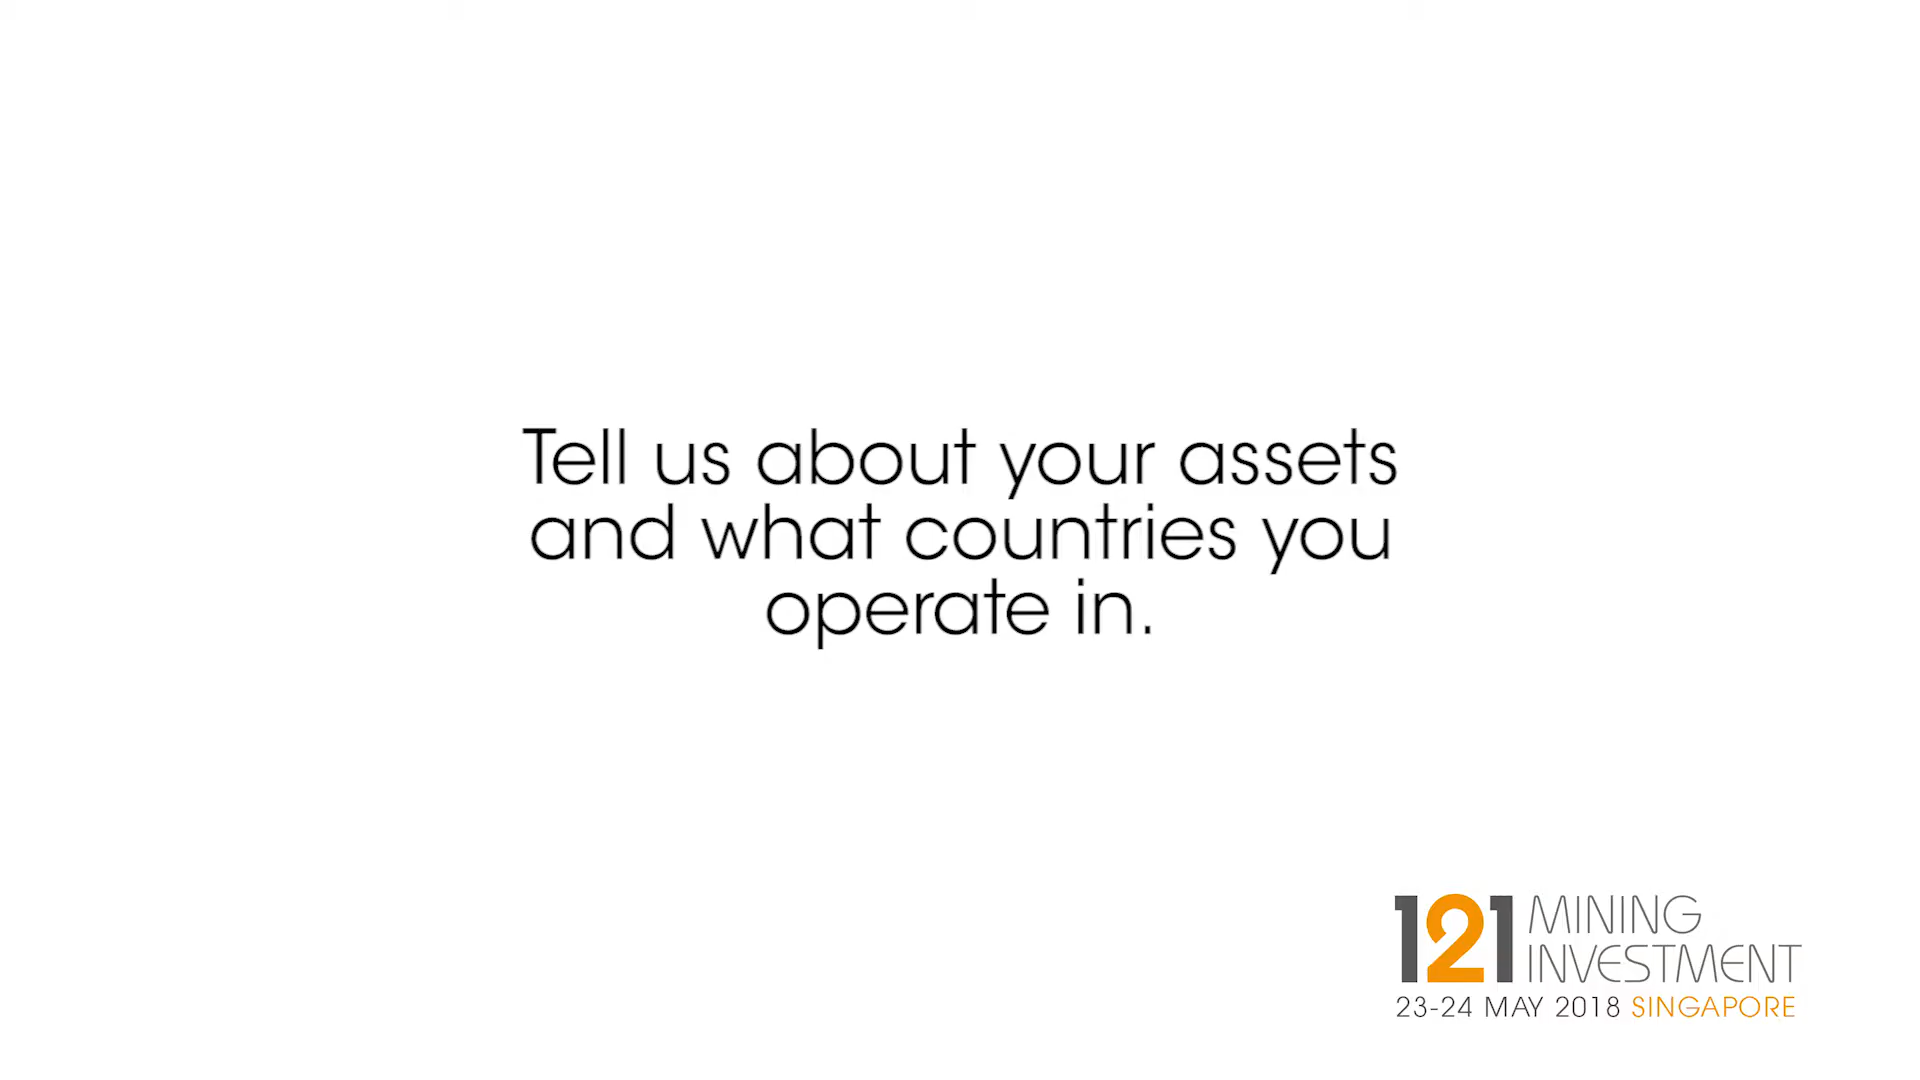 Tell us about your assets
and what countries you
operate in.
121 MINING
INVESTMENT
23-24 MAY 2018 SINGAPORE